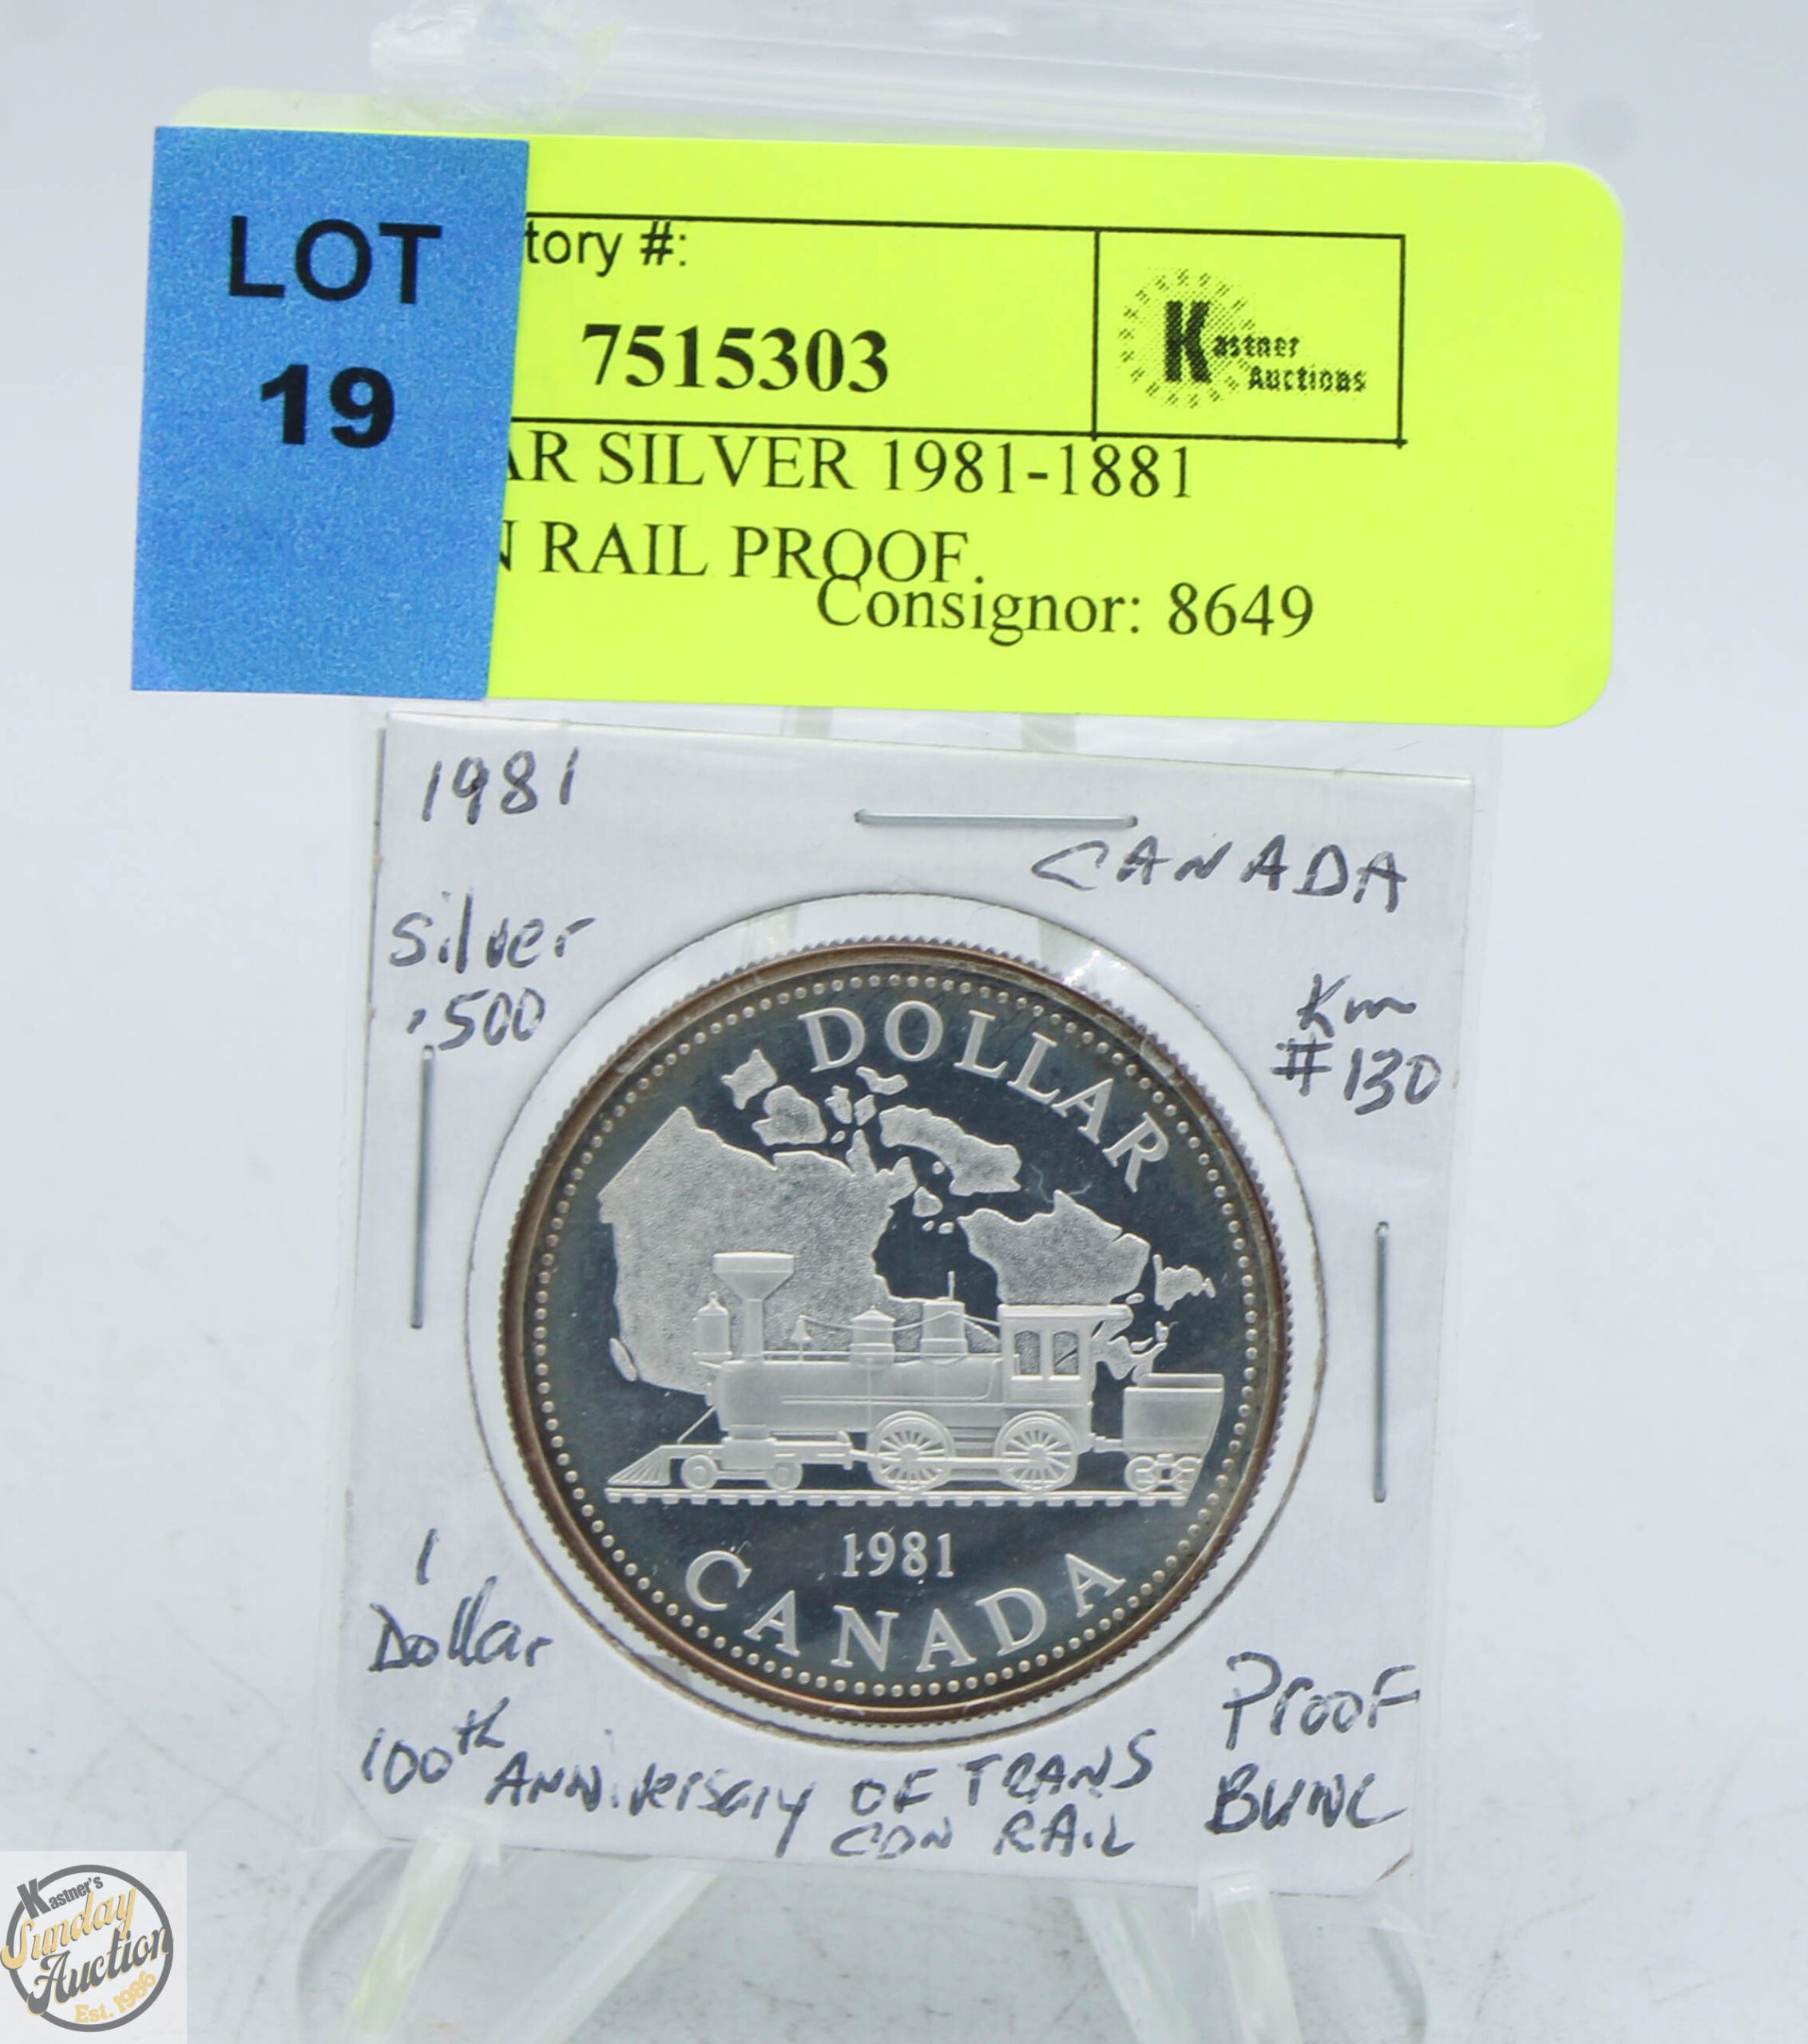 LOT
19
tory #:
7515303
Kastner
Auctions
AR SILVER 1981-1881
N RAIL PROOF.
Consignor: 8649
1981
CANADA
Silver
.500
Km
#130
DOLLAR
1981
CANADA
1
Dollar
100th Anniversary OF TRANS
CDN RAIL
PROOF
BUNC
Kastner's
Sunday
Auction
Est. 1986